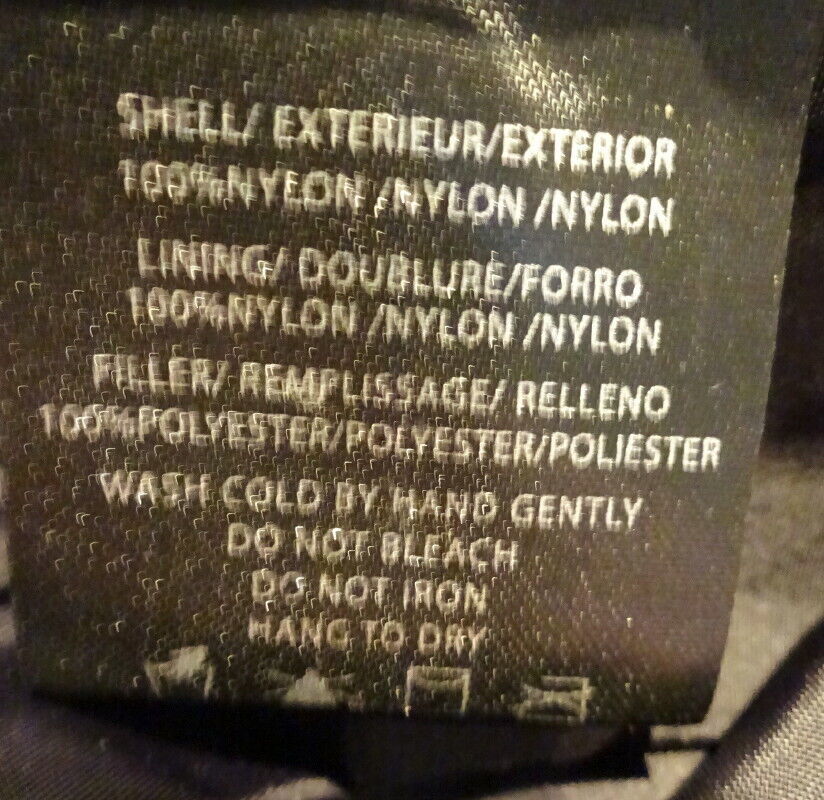 SHELL/ EXTERIEUR/EXTERIOR
100%NYLON /NYLON /NYLON
LINING/ DOUBLURE/FORRO
100%NYLON /NYLON /NYLON
FILLER/ REMPLISSAGE/ RELLENO
100%POLYESTER/POLYESTER/POLIESTER
WASH COLD BY HAND GENTLY
DO NOT BLEACH
DO NOT IRON
HANG TO DRY